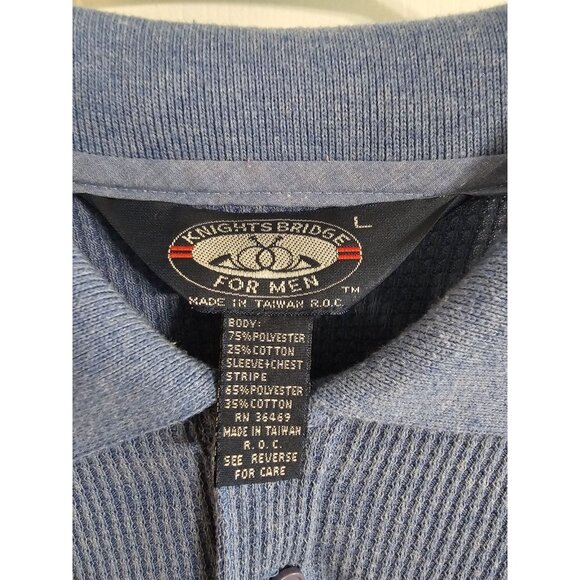 L
KNIGHTS BRIDGE
FOR MEN
TM
MADE IN TAIWAN R.O.C.
BODY:
75%POLYESTER
25%COTTON
SLEEVE+CHEST
STRIPE
65%POLYESTER
35%COTTON
RN 36469
MADE IN TAIWAN
R.O.C.
SEE REVERSE
FOR CARE